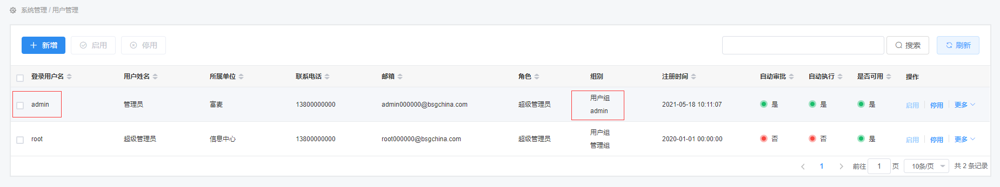 系统管理 / 用户管理
新增 启用 停用 搜索 刷新
登录用户名 用户姓名 所属单位 联系电话 邮箱 角色 组别 注册时间 自动审批 自动执行 是否可用 操作
admin 管理员 富麦 13800000000 admin000000@bsgchina.com 超级管理员 用户组 2021-05-18 10:11:07 是 是 是 启用 停用 更多
admin
root 超级管理员 信息中心 13800000000 root000000@bsgchina.com 超级管理员 用户组 2020-01-01 00:00:00 否 否 是 启用 停用 更多
管理组
1 前往 1 页 10条/页 共 2 条记录